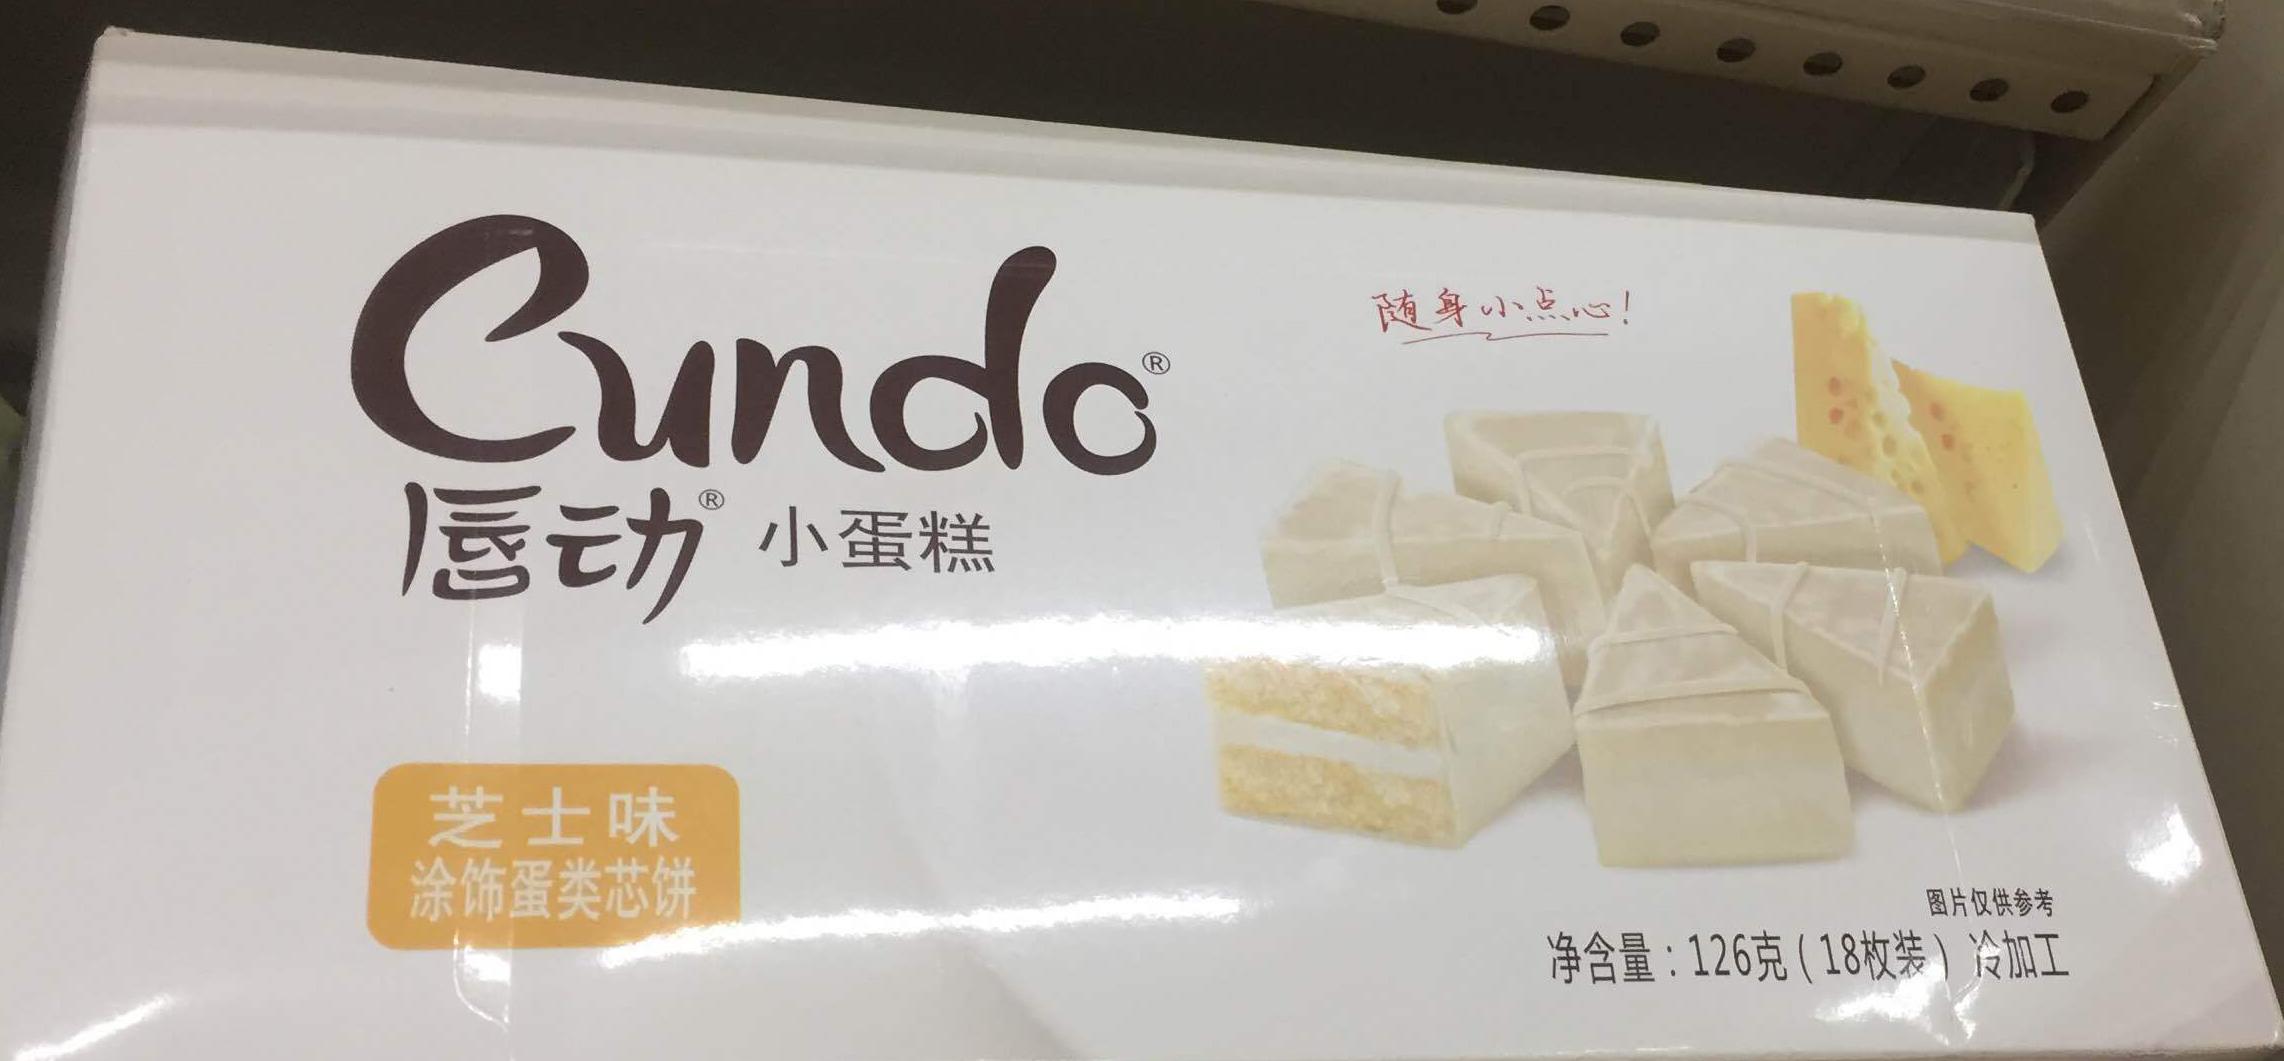 Cundo®
随身小点心！
唇动® 小蛋糕
芝士味
涂饰蛋类芯饼
图片仅供参考
净含量：126克（18枚装）冷加工